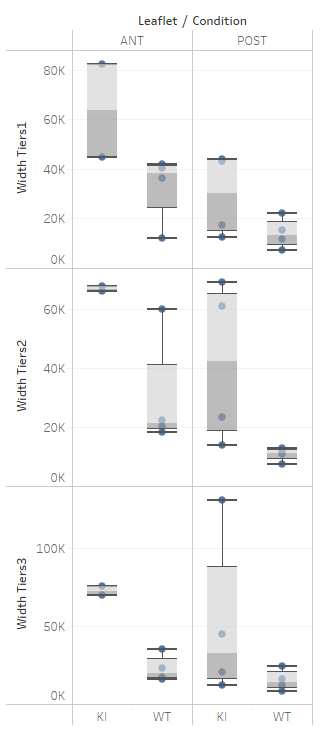 Leaflet / Condition
ANT POST
Width Tiers1
80K
60K
40K
20K
0K
Width Tiers2
60K
40K
20K
0K
Width Tiers3
100K
50K
0K
KI WT KI WT